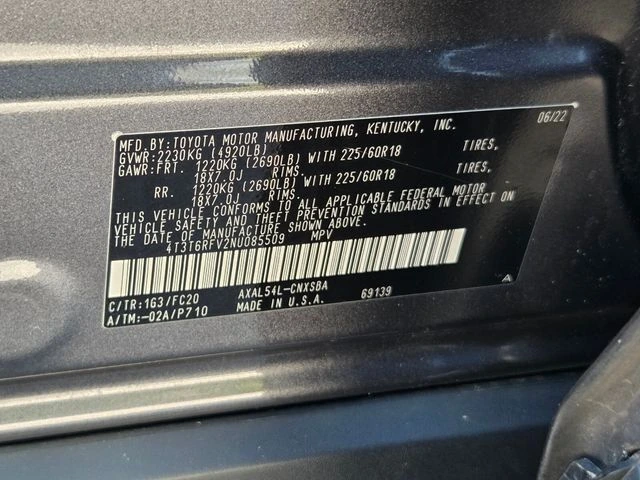 MFD.BY:TOYOTA MOTOR MANUFACTURING, KENTUCKY, INC. 06/22
GVWR:2230KG (4920LB)
GAWR:FRT. 1220KG (2690LB) WITH 225/60R18 TIRES,
18X7.0J RIMS.
RR. 1220KG (2690LB) WITH 225/60R18 TIRES,
18X7.0J RIMS.
THIS VEHICLE CONFORMS TO ALL APPLICABLE FEDERAL MOTOR
VEHICLE SAFETY AND THEFT PREVENTION STANDARDS IN EFFECT ON
THE DATE OF MANUFACTURE SHOWN ABOVE.
4T3T6RFV2NU085509 MPV
C/TR:1G3/FC20 AXAL54L-CNXSBA A
A/TM:-02A/P710 MADE IN U.S.A. 69139